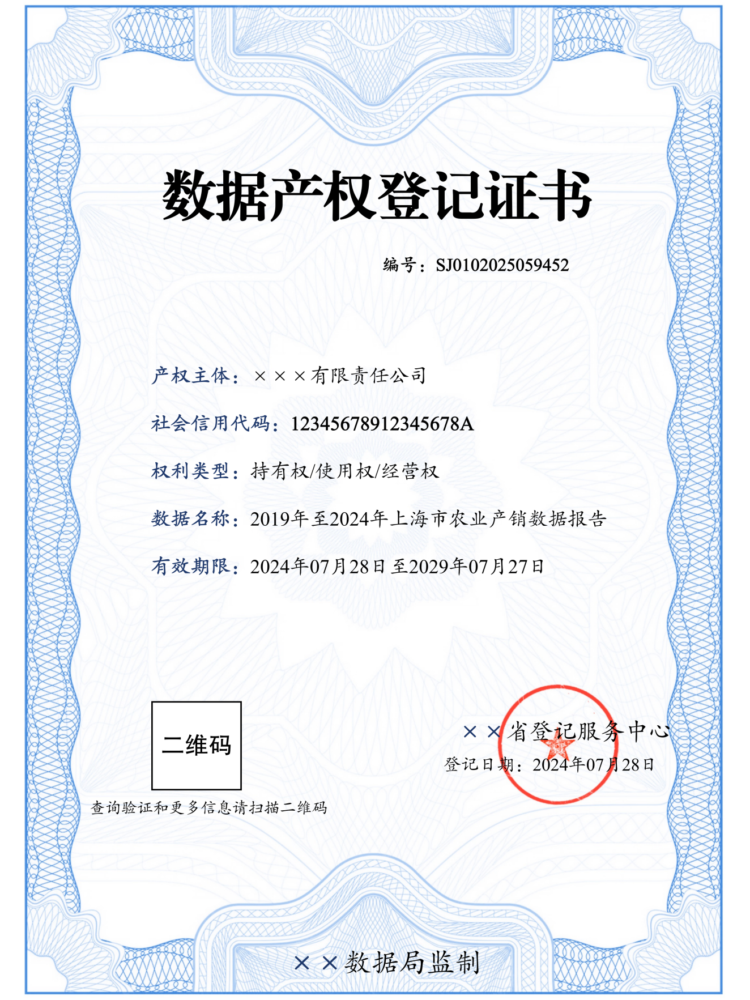 数据产权登记证书
编号：SJ0102025059452
产权主体：×××有限责任公司
社会信用代码：12345678912345678A
权利类型：持有权/使用权/经营权
数据名称：2019年至2024年上海市农业产销数据报告
有效期限：2024年07月28日至2029年07月27日
二维码
查询验证和更多信息请扫描二维码
××省登记服务中心
登记日期：2024年07月28日
××数据局监制